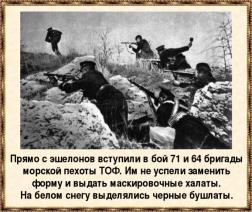 Прямо с эшелонов вступили в бой 71 и 64 бригады
морской пехоты ТОФ. Им не успели заменить
форму и выдать маскировочные халаты.
На белом снегу выделялись черные бушлаты.